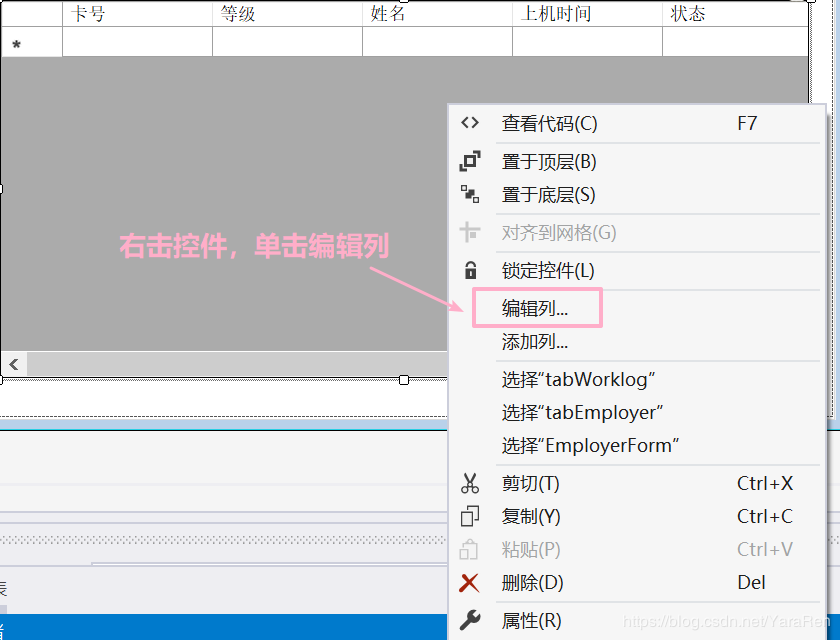 卡号 等级 姓名 上机时间 状态
*
查看代码(C) F7
置于顶层(B)
置于底层(S)
对齐到网格(G)
右击控件，单击编辑列
锁定控件(L)
编辑列...
添加列...
选择“tabWorklog”
选择“tabEmployer”
选择“EmployerForm”
剪切(T) Ctrl+X
复制(Y) Ctrl+C
粘贴(P) Ctrl+V
删除(D) Del
属性(R)
https://blog.csdn.net/YaraRen